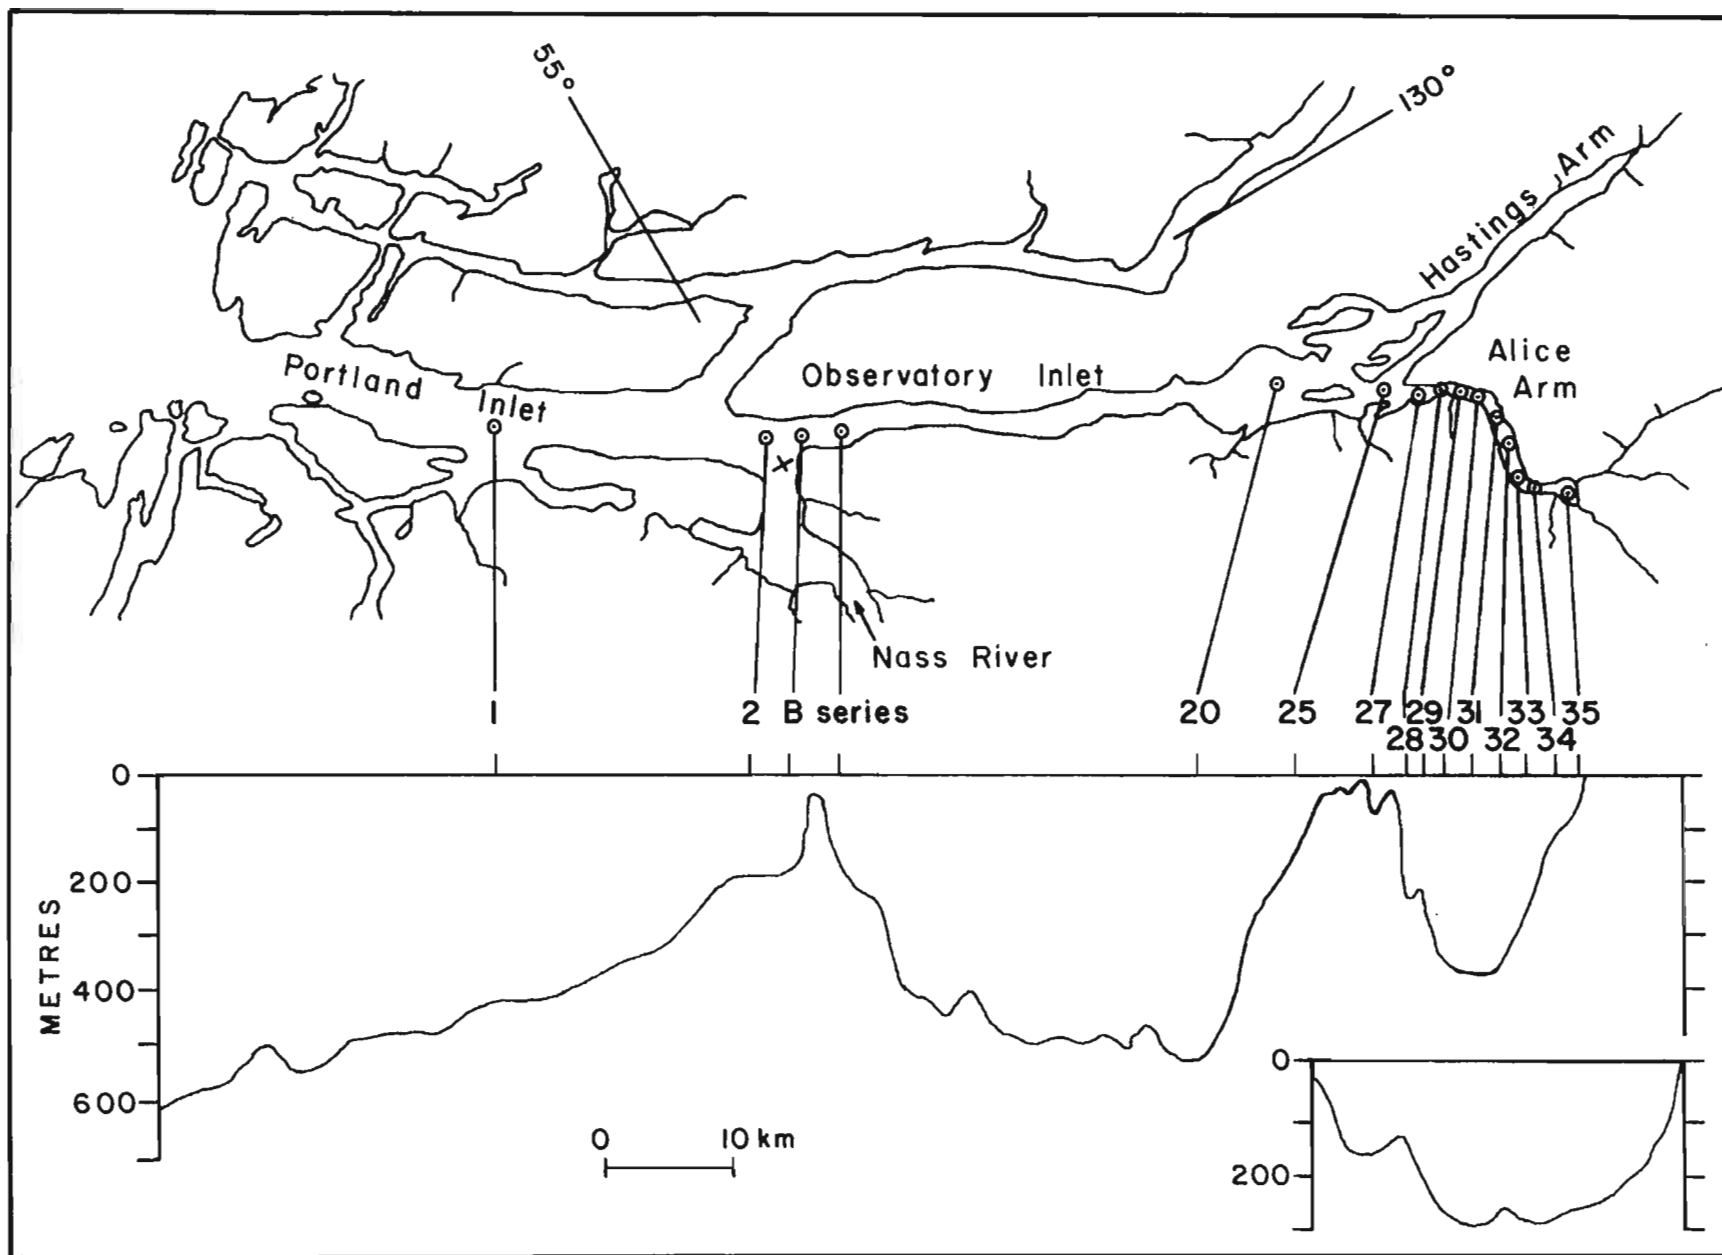 55°
130°
Hastings Arm
Portland Inlet
Observatory Inlet
Alice
Arm
Nass River
1 2 B series 20 25 27 29 31 33 35
28 30 32 34
0
200
400
600
METRES
0 10 km
0
200